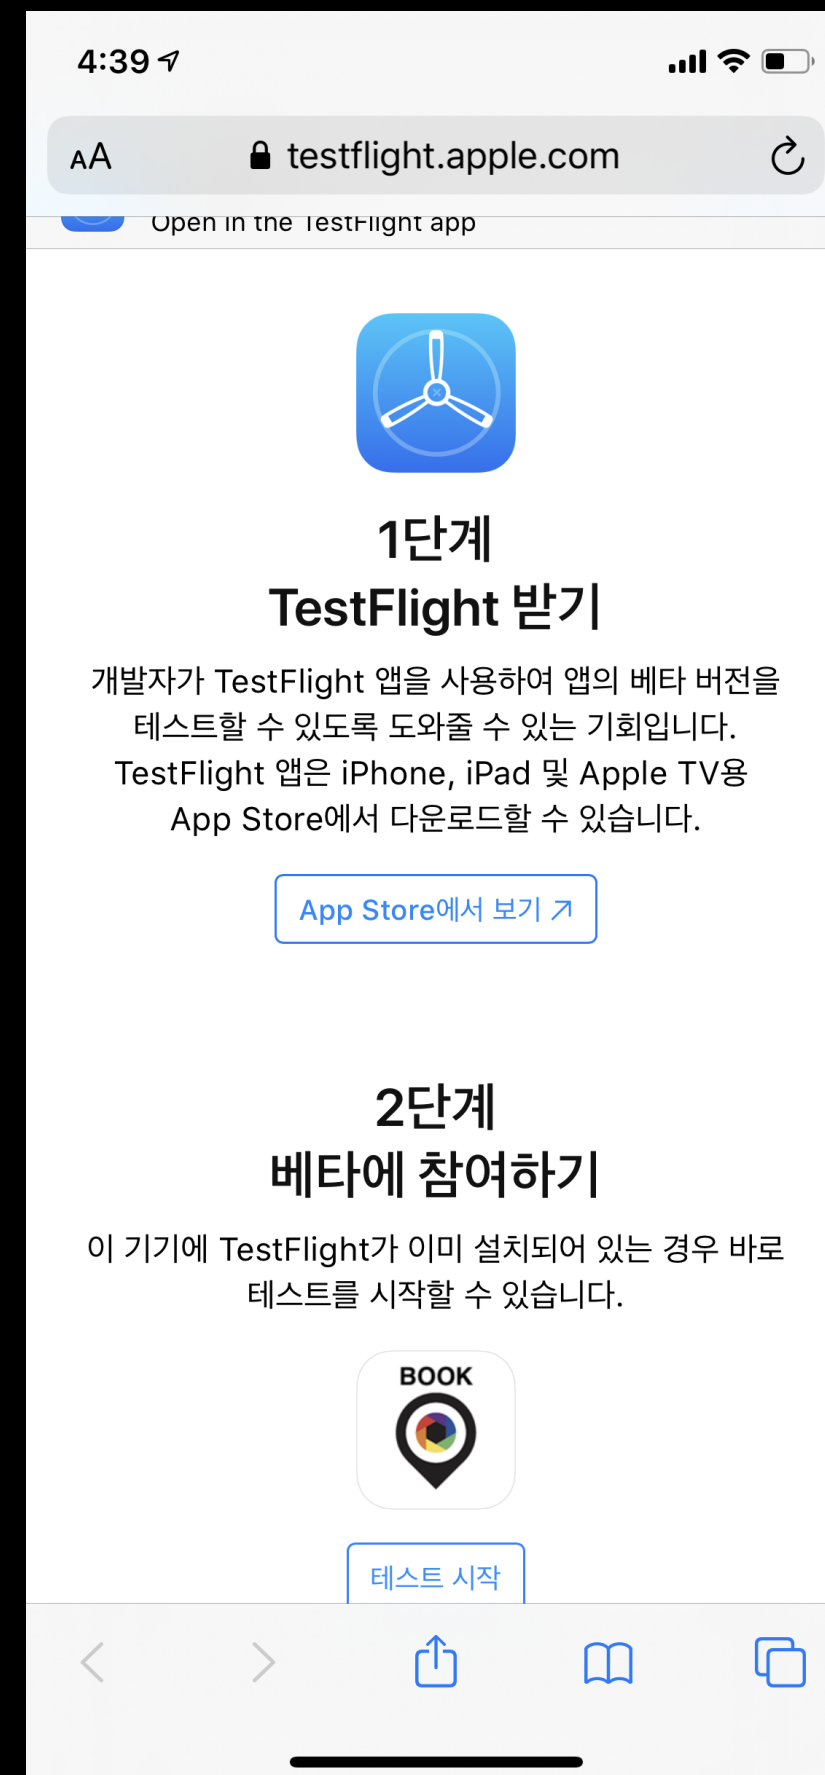 4:39
AA testflight.apple.com
Open in the TestFlight app
1단계
TestFlight 받기
개발자가 TestFlight 앱을 사용하여 앱의 베타 버전을
테스트할 수 있도록 도와줄 수 있는 기회입니다.
TestFlight 앱은 iPhone, iPad 및 Apple TV용
App Store에서 다운로드할 수 있습니다.
App Store에서 보기
2단계
베타에 참여하기
이 기기에 TestFlight가 이미 설치되어 있는 경우 바로
테스트를 시작할 수 있습니다.
BOOK
테스트 시작